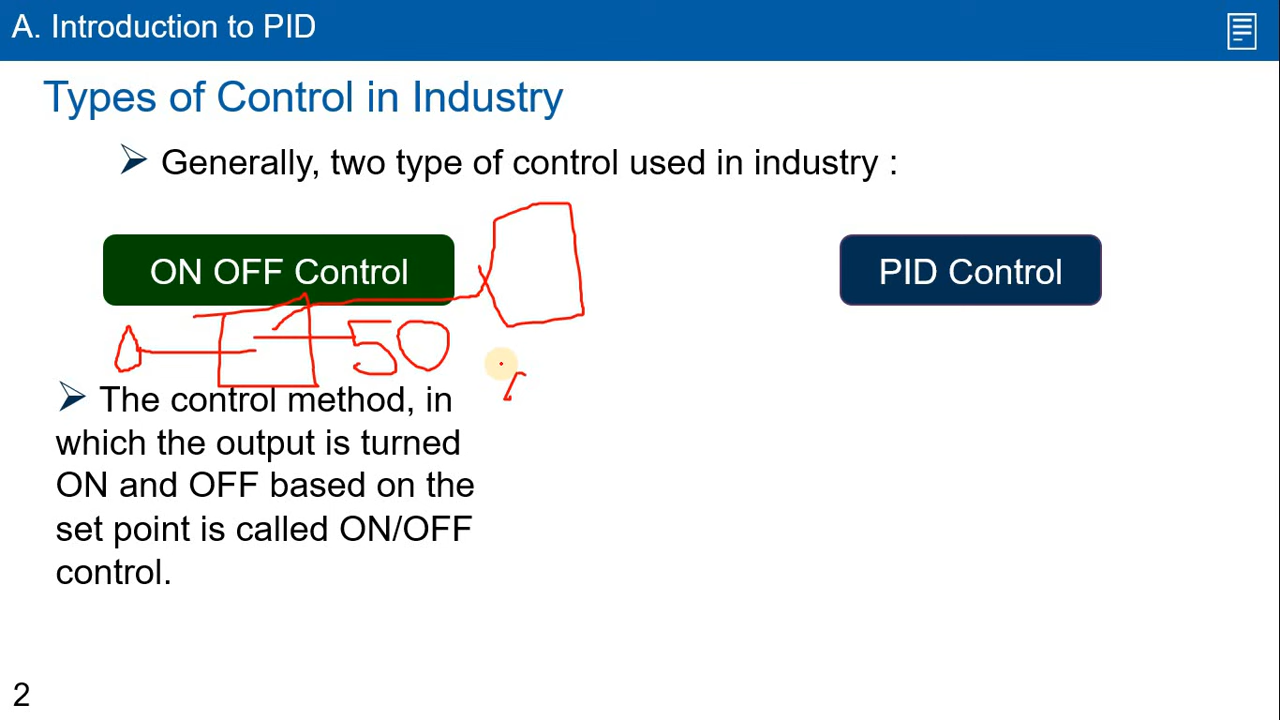 A. Introduction to PID
Types of Control in Industry
Generally, two type of control used in industry :
ON OFF Control
PID Control
50
The control method, in
which the output is turned
ON and OFF based on the
set point is called ON/OFF
control.
2